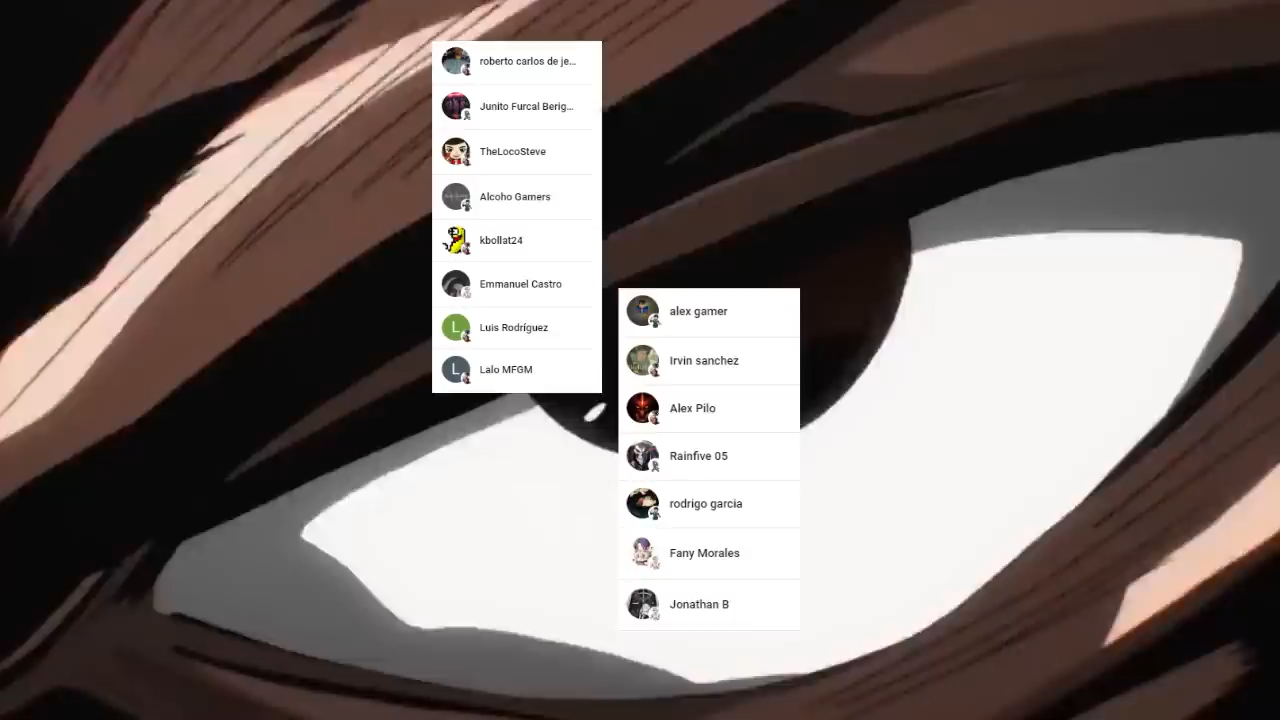 roberto carlos de je...
Junito Furcal Berig...
TheLocoSteve
Alcoho Gamers
kbollat24
Emmanuel Castro
L Luis Rodríguez
L Lalo MFGM
alex gamer
Irvin sanchez
Alex Pilo
Rainfive 05
rodrigo garcia
Fany Morales
Jonathan B